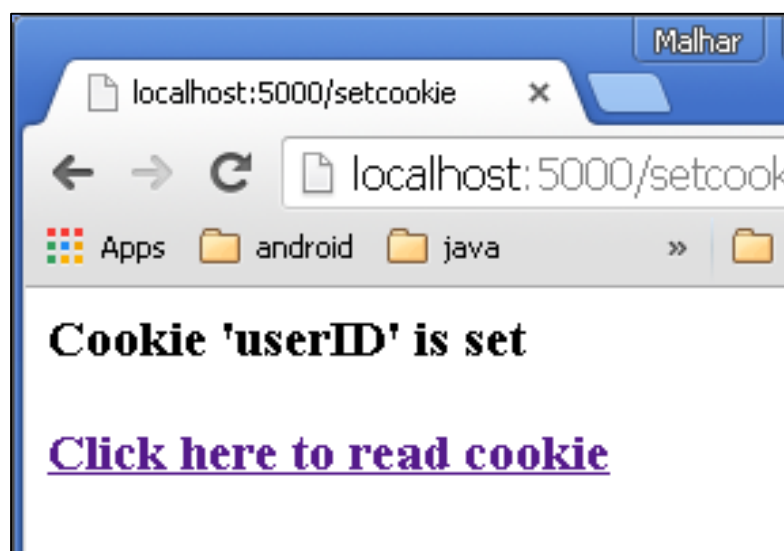 Malhar
localhost:5000/setcookie
localhost:5000/setcook
Apps android java »
Cookie 'userID' is set
Click here to read cookie